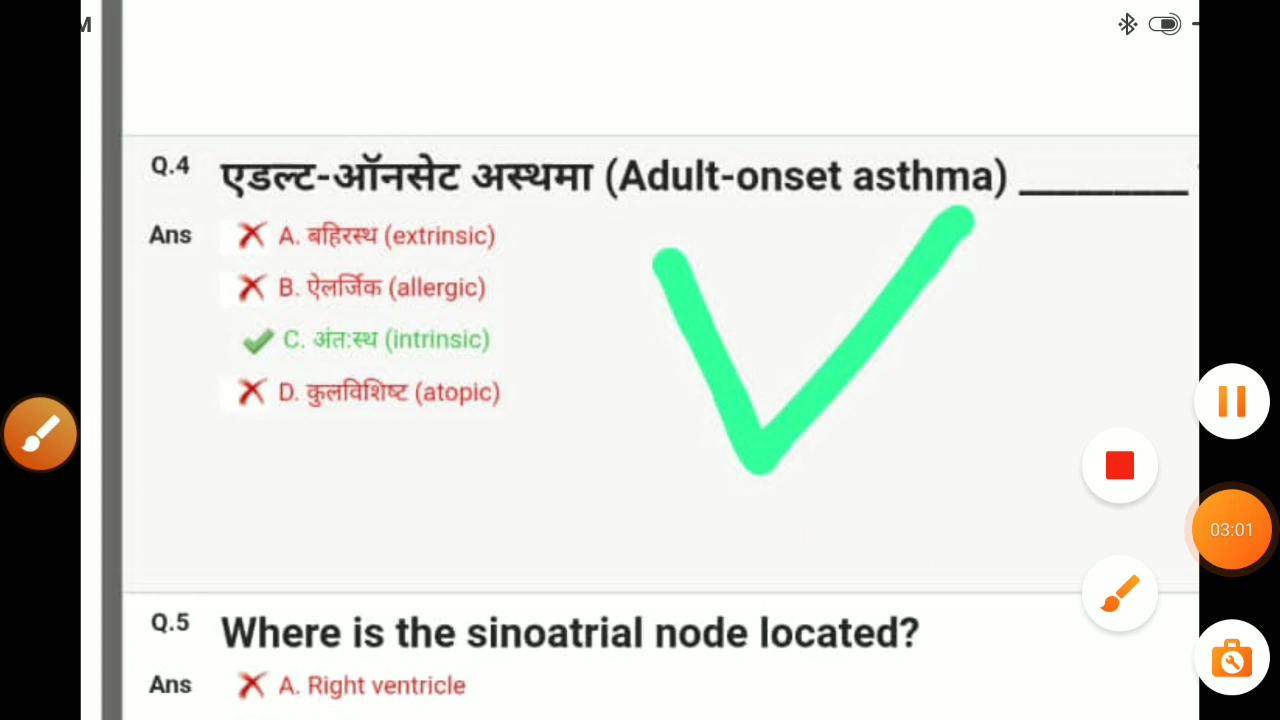 M
Q.4 एडल्ट-ऑनसेट अस्थमा (Adult-onset asthma) _________
Ans A. बहिरस्थ (extrinsic)
B. ऐलर्जिक (allergic)
C. अंत:स्थ (intrinsic)
D. कुलविशिष्ट (atopic)
03:01
Q.5 Where is the sinoatrial node located?
Ans A. Right ventricle